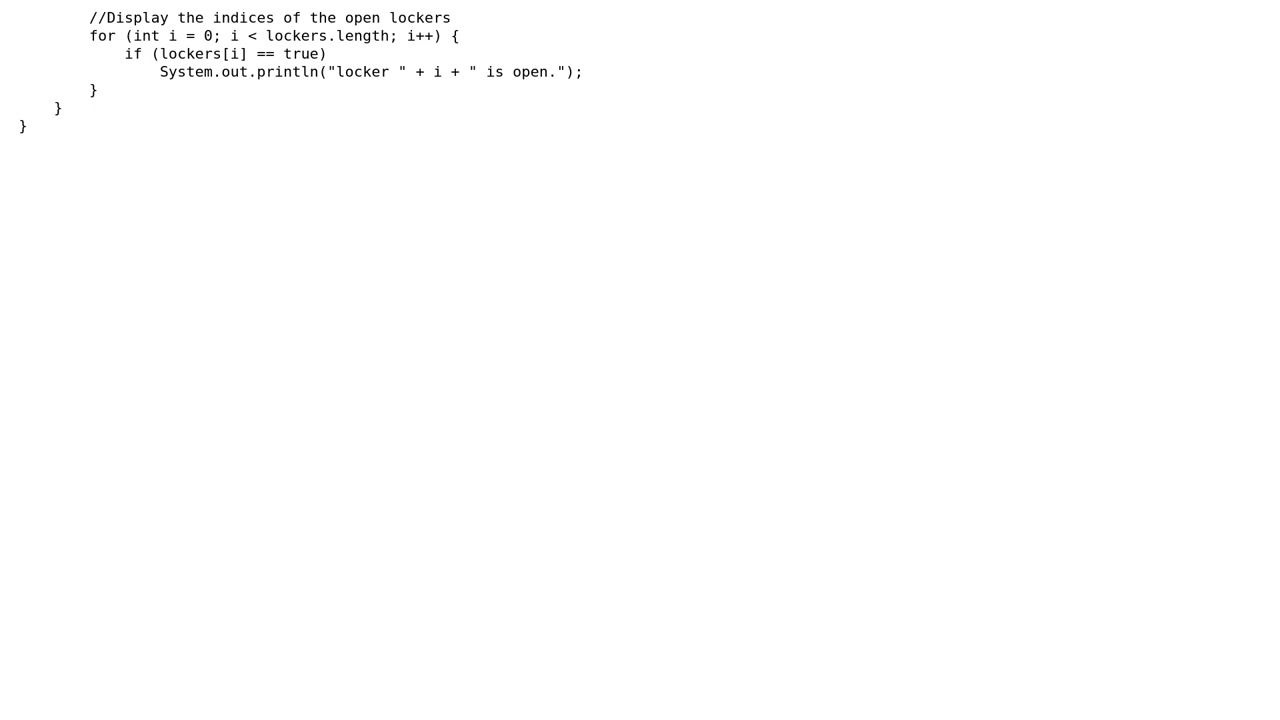 //Display the indices of the open lockers
        for (int i = 0; i < lockers.length; i++) {
            if (lockers[i] == true)
                System.out.println("locker " + i + " is open.");
        }
    }
}